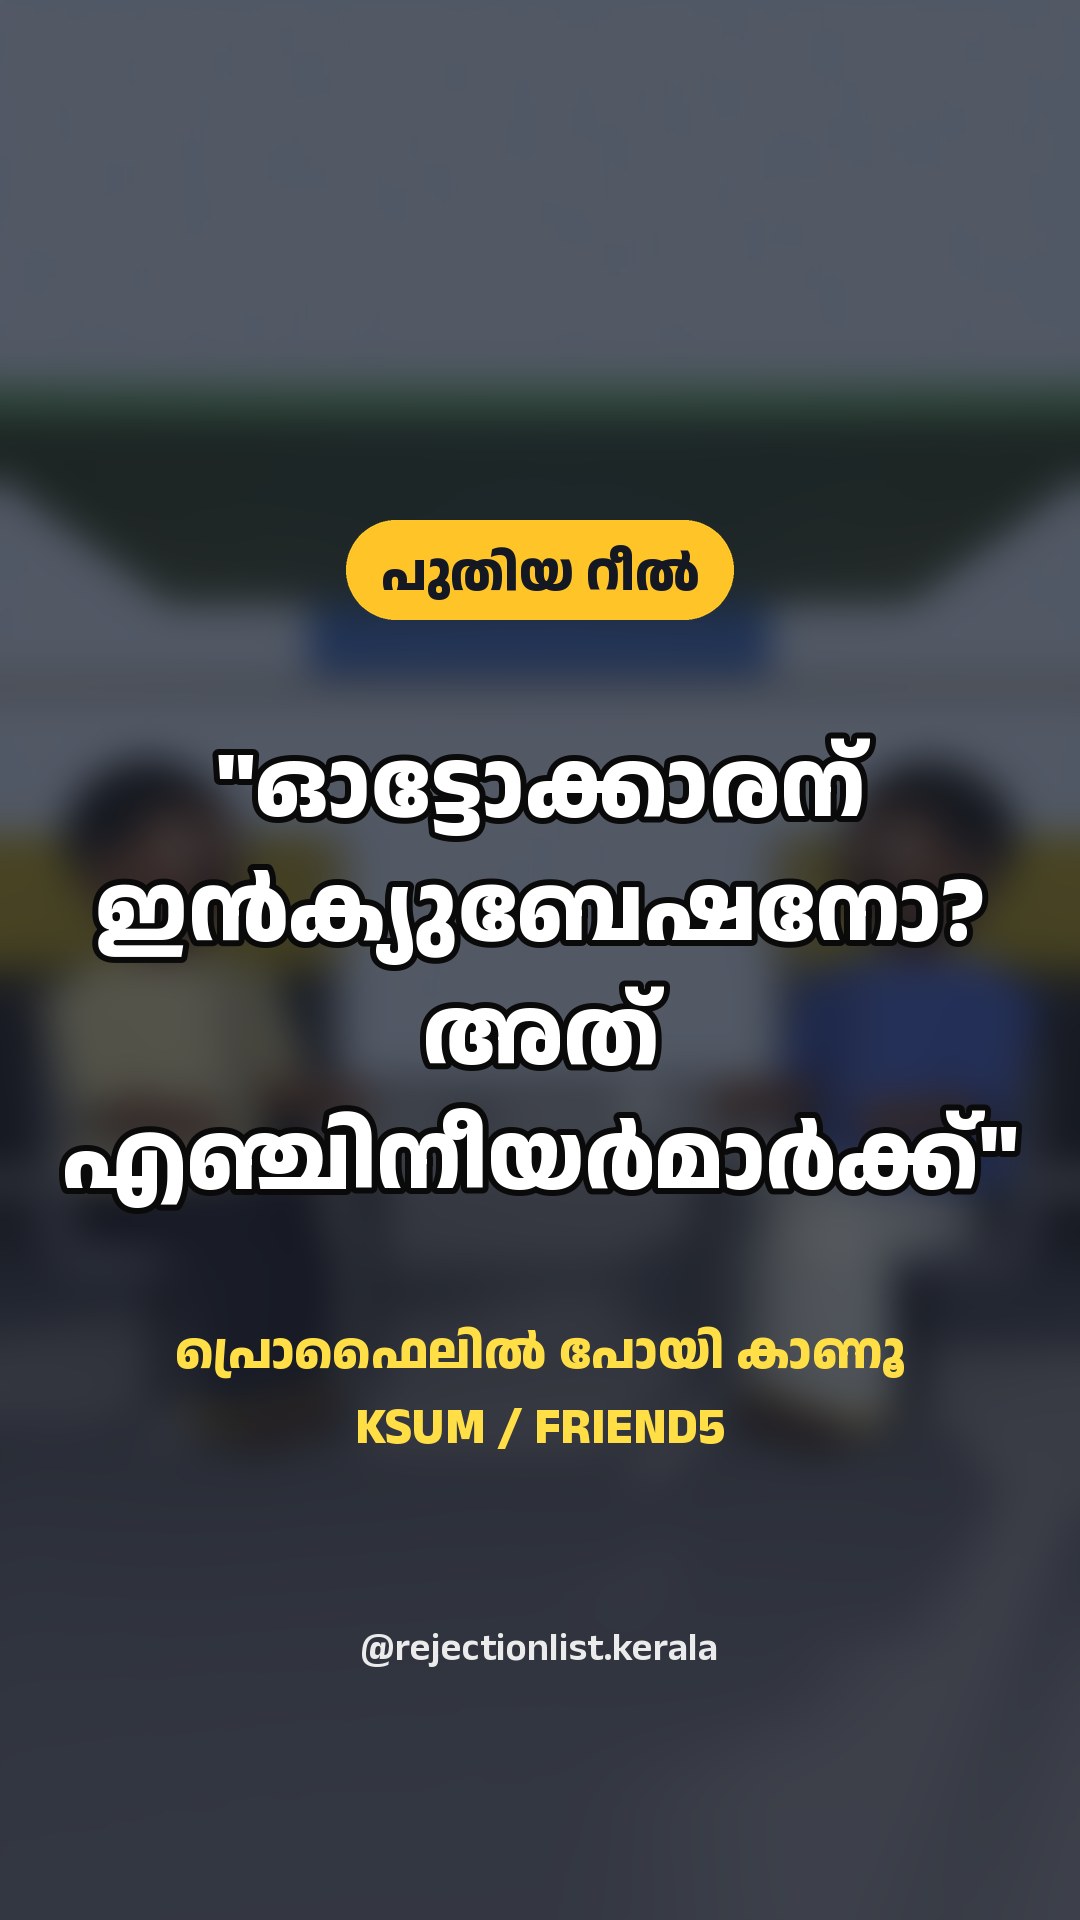 പുതിയ റീൽ
"ഓട്ടോക്കാരന്
ഇൻക്യുബേഷനോ?
അത്
എഞ്ചിനീയർമാർക്ക്"
പ്രൊഫൈലിൽ പോയി കാണൂ
KSUM / FRIEND5
@rejectionlist.kerala